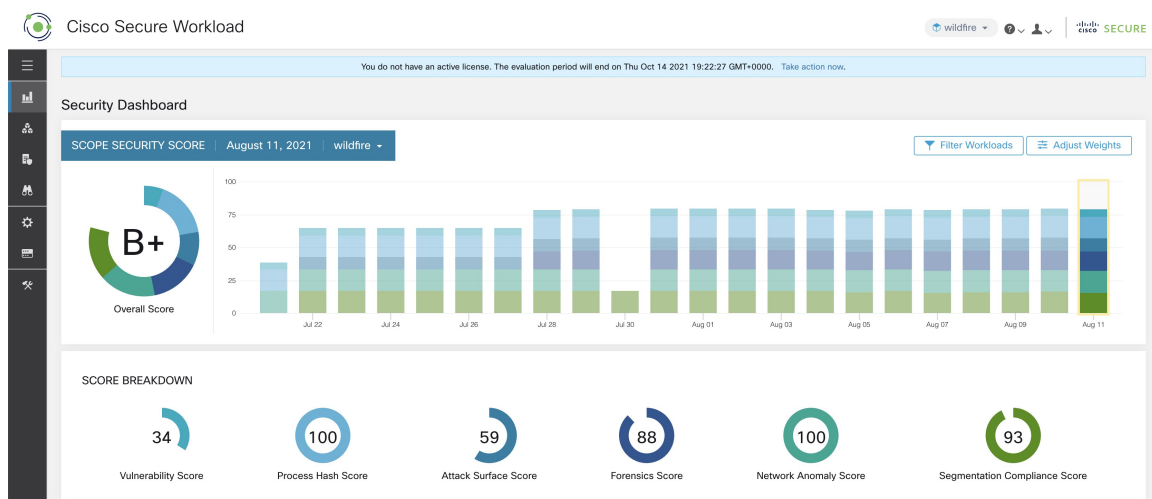 Cisco Secure Workload
wildfire
CISCO SECURE
You do not have an active license. The evaluation period will end on Thu Oct 14 2021 19:22:27 GMT+0000. Take action now.
Security Dashboard
SCOPE SECURITY SCORE August 11, 2021 wildfire
Filter Workloads Adjust Weights
B+
Overall Score
100
75
50
25
0
Jul 22 Jul 24 Jul 26 Jul 28 Jul 30 Aug 01 Aug 03 Aug 05 Aug 07 Aug 09 Aug 11
SCORE BREAKDOWN
34 100 59 88 100 93
Vulnerability Score Process Hash Score Attack Surface Score Forensics Score Network Anomaly Score Segmentation Compliance Score